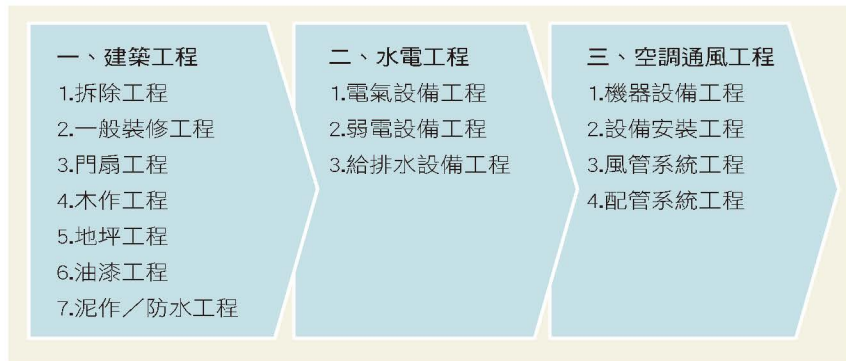 一、建築工程
1.拆除工程
2.一般裝修工程
3.門扇工程
4.木作工程
5.地坪工程
6.油漆工程
7.泥作／防水工程
二、水電工程
1.電氣設備工程
2.弱電設備工程
3.給排水設備工程
三、空調通風工程
1.機器設備工程
2.設備安裝工程
3.風管系統工程
4.配管系統工程